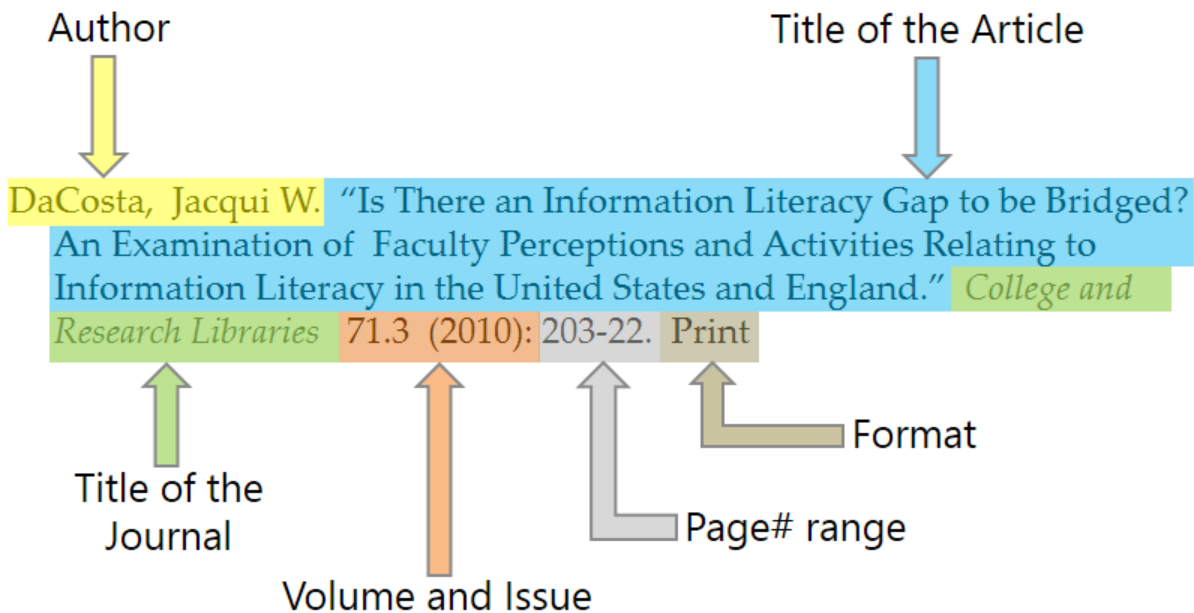 Author
Title of the Article
DaCosta, Jacqui W. “Is There an Information Literacy Gap to be Bridged?
An Examination of Faculty Perceptions and Activities Relating to
Information Literacy in the United States and England.” College and
Research Libraries 71.3 (2010): 203-22. Print
Format
Title of the
Journal
Page# range
Volume and Issue